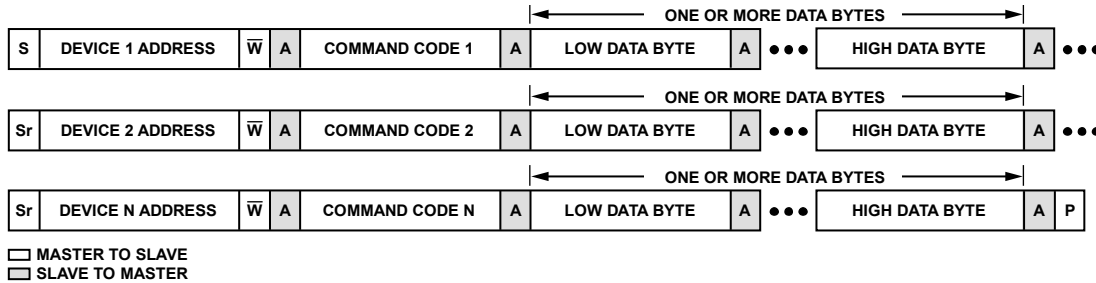 ONE OR MORE DATA BYTES
S DEVICE 1 ADDRESS W̅ A COMMAND CODE 1 A LOW DATA BYTE A ●●● HIGH DATA BYTE A ●●●
ONE OR MORE DATA BYTES
Sr DEVICE 2 ADDRESS W̅ A COMMAND CODE 2 A LOW DATA BYTE A ●●● HIGH DATA BYTE A ●●●
ONE OR MORE DATA BYTES
Sr DEVICE N ADDRESS W̅ A COMMAND CODE N A LOW DATA BYTE A ●●● HIGH DATA BYTE A P
MASTER TO SLAVE
SLAVE TO MASTER